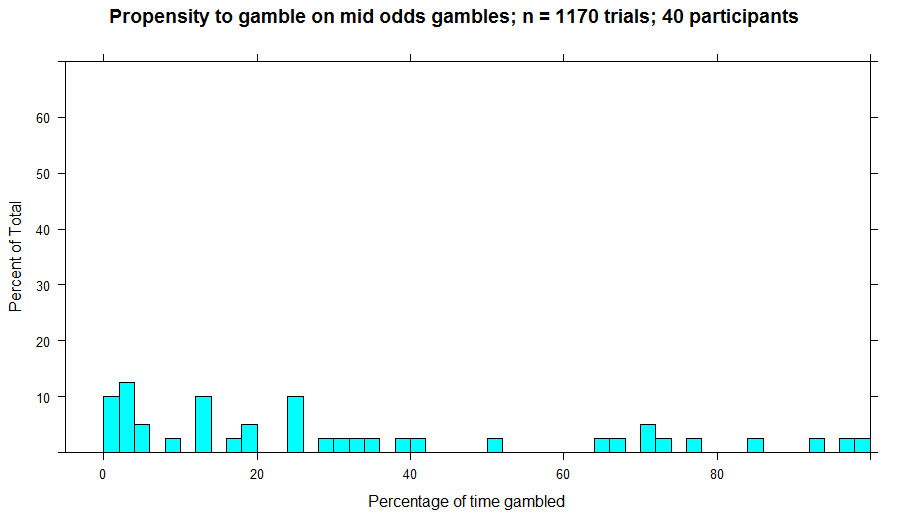 Propensity to gamble on mid odds gambles; n = 1170 trials; 40 participants
Percent of Total
60
50
40
30
20
10
0 20 40 60 80
Percentage of time gambled